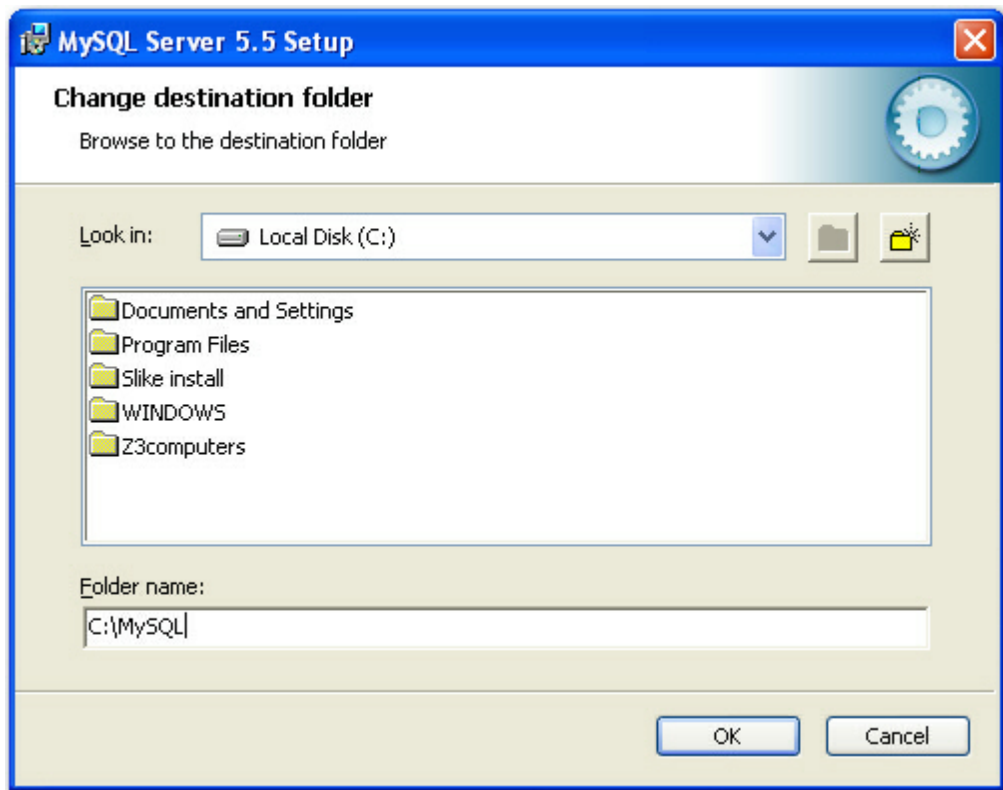 MySQL Server 5.5 Setup
Change destination folder
Browse to the destination folder
Look in: Local Disk (C:)
Documents and Settings
Program Files
Slike install
WINDOWS
Z3computers
Folder name:
C:\MySQL
OK Cancel